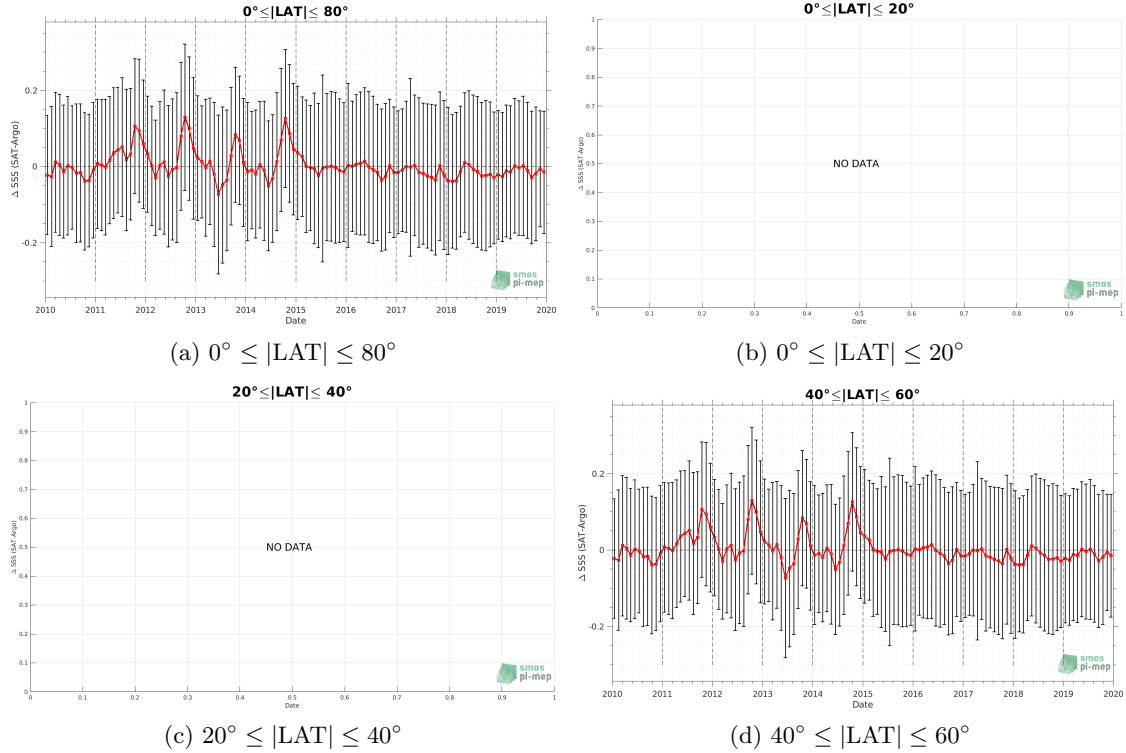 0°≤|LAT|≤ 80°
Δ SSS (SAT-Argo)
0.2
0
-0.2
2010 2011 2012 2013 2014 2015 2016 2017 2018 2019 2020
Date
smos
pi-mep
(a) 0° ≤ |LAT| ≤ 80°
0°≤|LAT|≤ 20°
Δ SSS (SAT-Argo)
1
0.9
0.8
0.7
0.6
0.5
0.4
0.3
0.2
0.1
0
NO DATA
0 0.1 0.2 0.3 0.4 0.5 0.6 0.7 0.8 0.9 1
Date
smos
pi-mep
(b) 0° ≤ |LAT| ≤ 20°
20°≤|LAT|≤ 40°
Δ SSS (SAT-Argo)
1
0.9
0.8
0.7
0.6
0.5
0.4
0.3
0.2
0.1
0
NO DATA
0 0.1 0.2 0.3 0.4 0.5 0.6 0.7 0.8 0.9 1
Date
smos
pi-mep
(c) 20° ≤ |LAT| ≤ 40°
40°≤|LAT|≤ 60°
Δ SSS (SAT-Argo)
0.2
0
-0.2
2010 2011 2012 2013 2014 2015 2016 2017 2018 2019 2020
Date
smos
pi-mep
(d) 40° ≤ |LAT| ≤ 60°